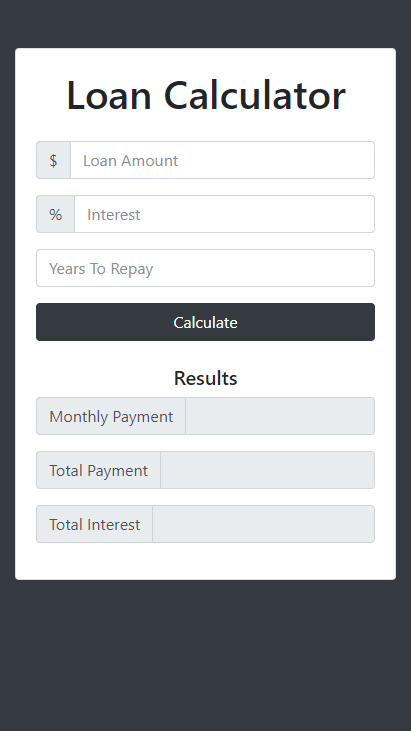 Loan Calculator
$ Loan Amount
% Interest
Years To Repay
Calculate
Results
Monthly Payment
Total Payment
Total Interest